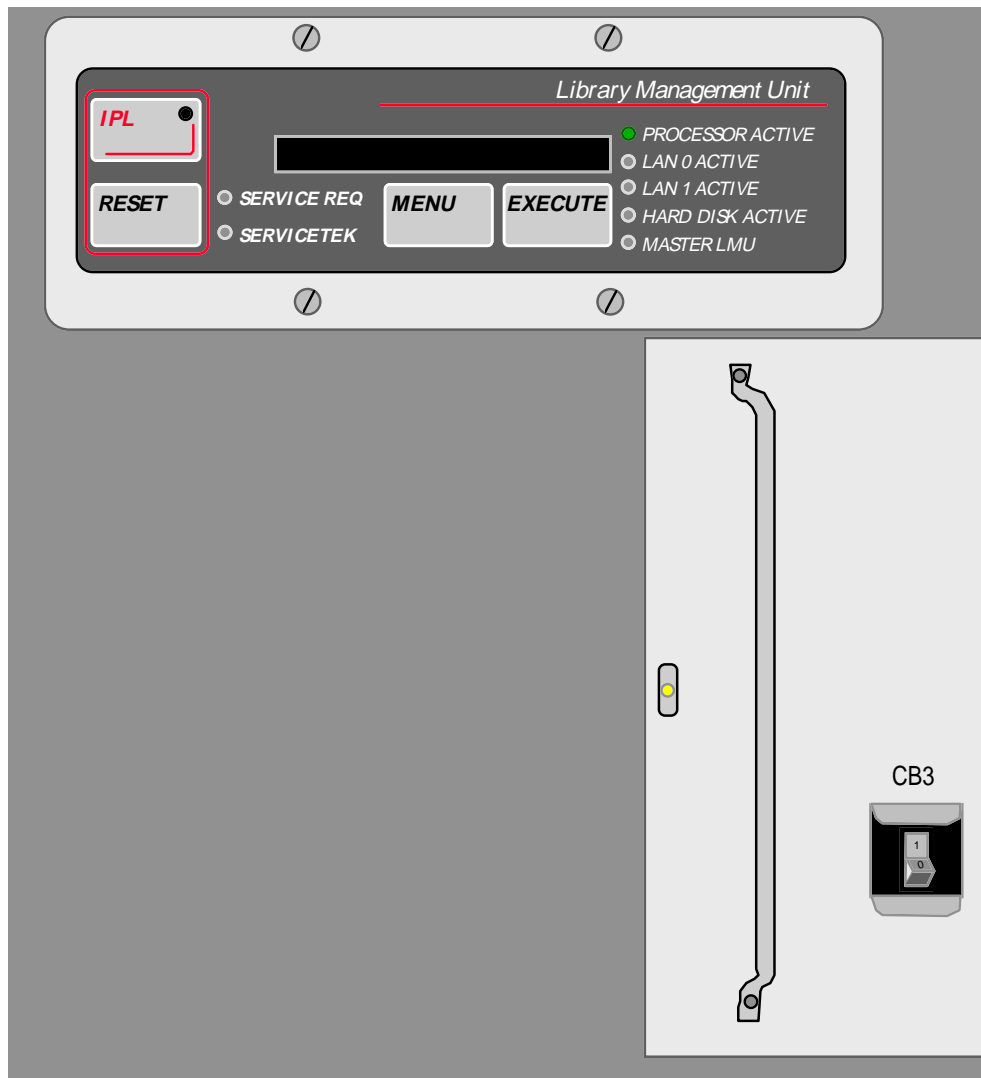 Library Management Unit
IPL
PROCESSOR ACTIVE
LAN 0 ACTIVE
LAN 1 ACTIVE
RESET
SERVICE REQ
MENU
EXECUTE
HARD DISK ACTIVE
SERVICETEK
MASTER LMU
CB3
1
0